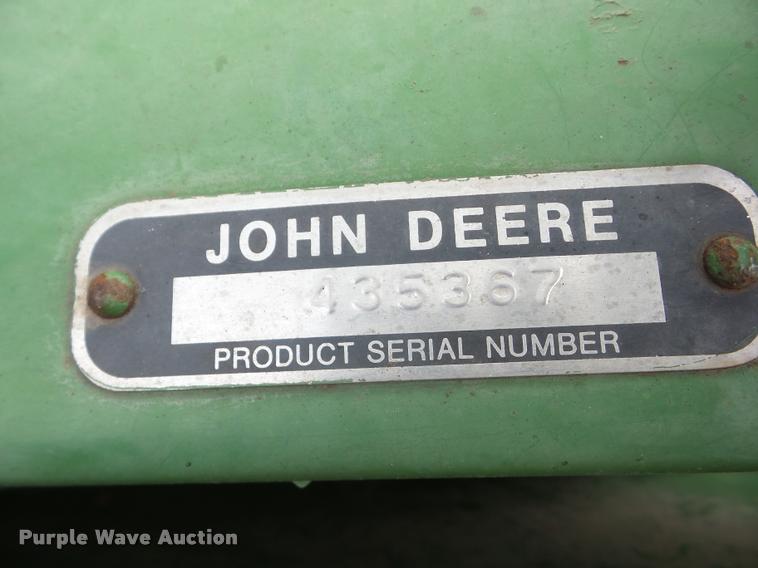 JOHN DEERE
435367
PRODUCT SERIAL NUMBER
Purple Wave Auction